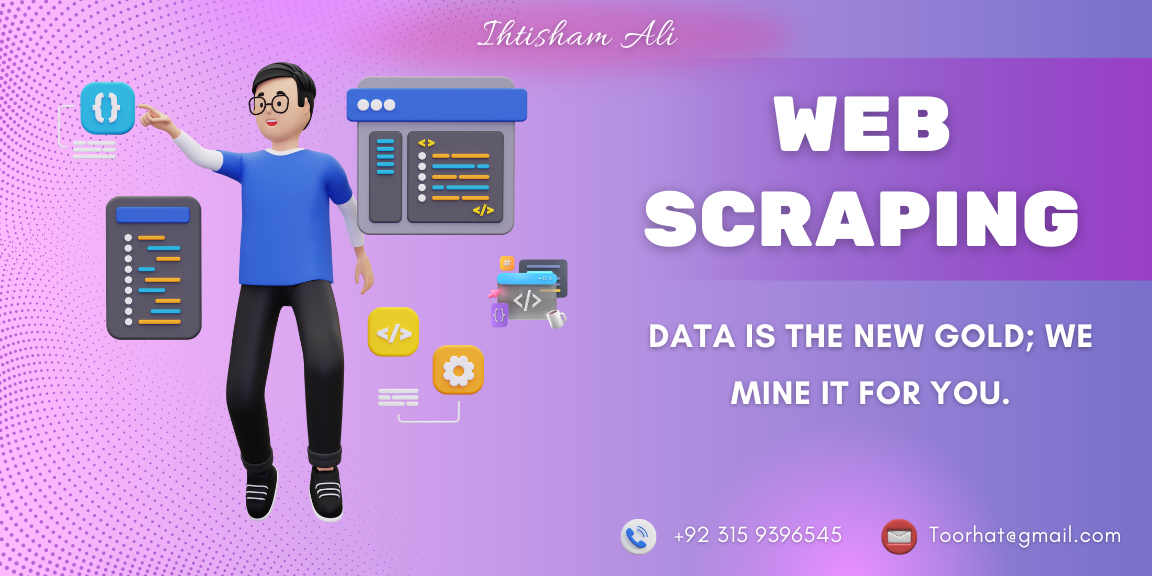 Ihtisham Ali
WEB
SCRAPING
DATA IS THE NEW GOLD; WE
MINE IT FOR YOU.
+92 315 9396545
Toorhat@gmail.com
{}
<>
</>
#
</>
{}
</>